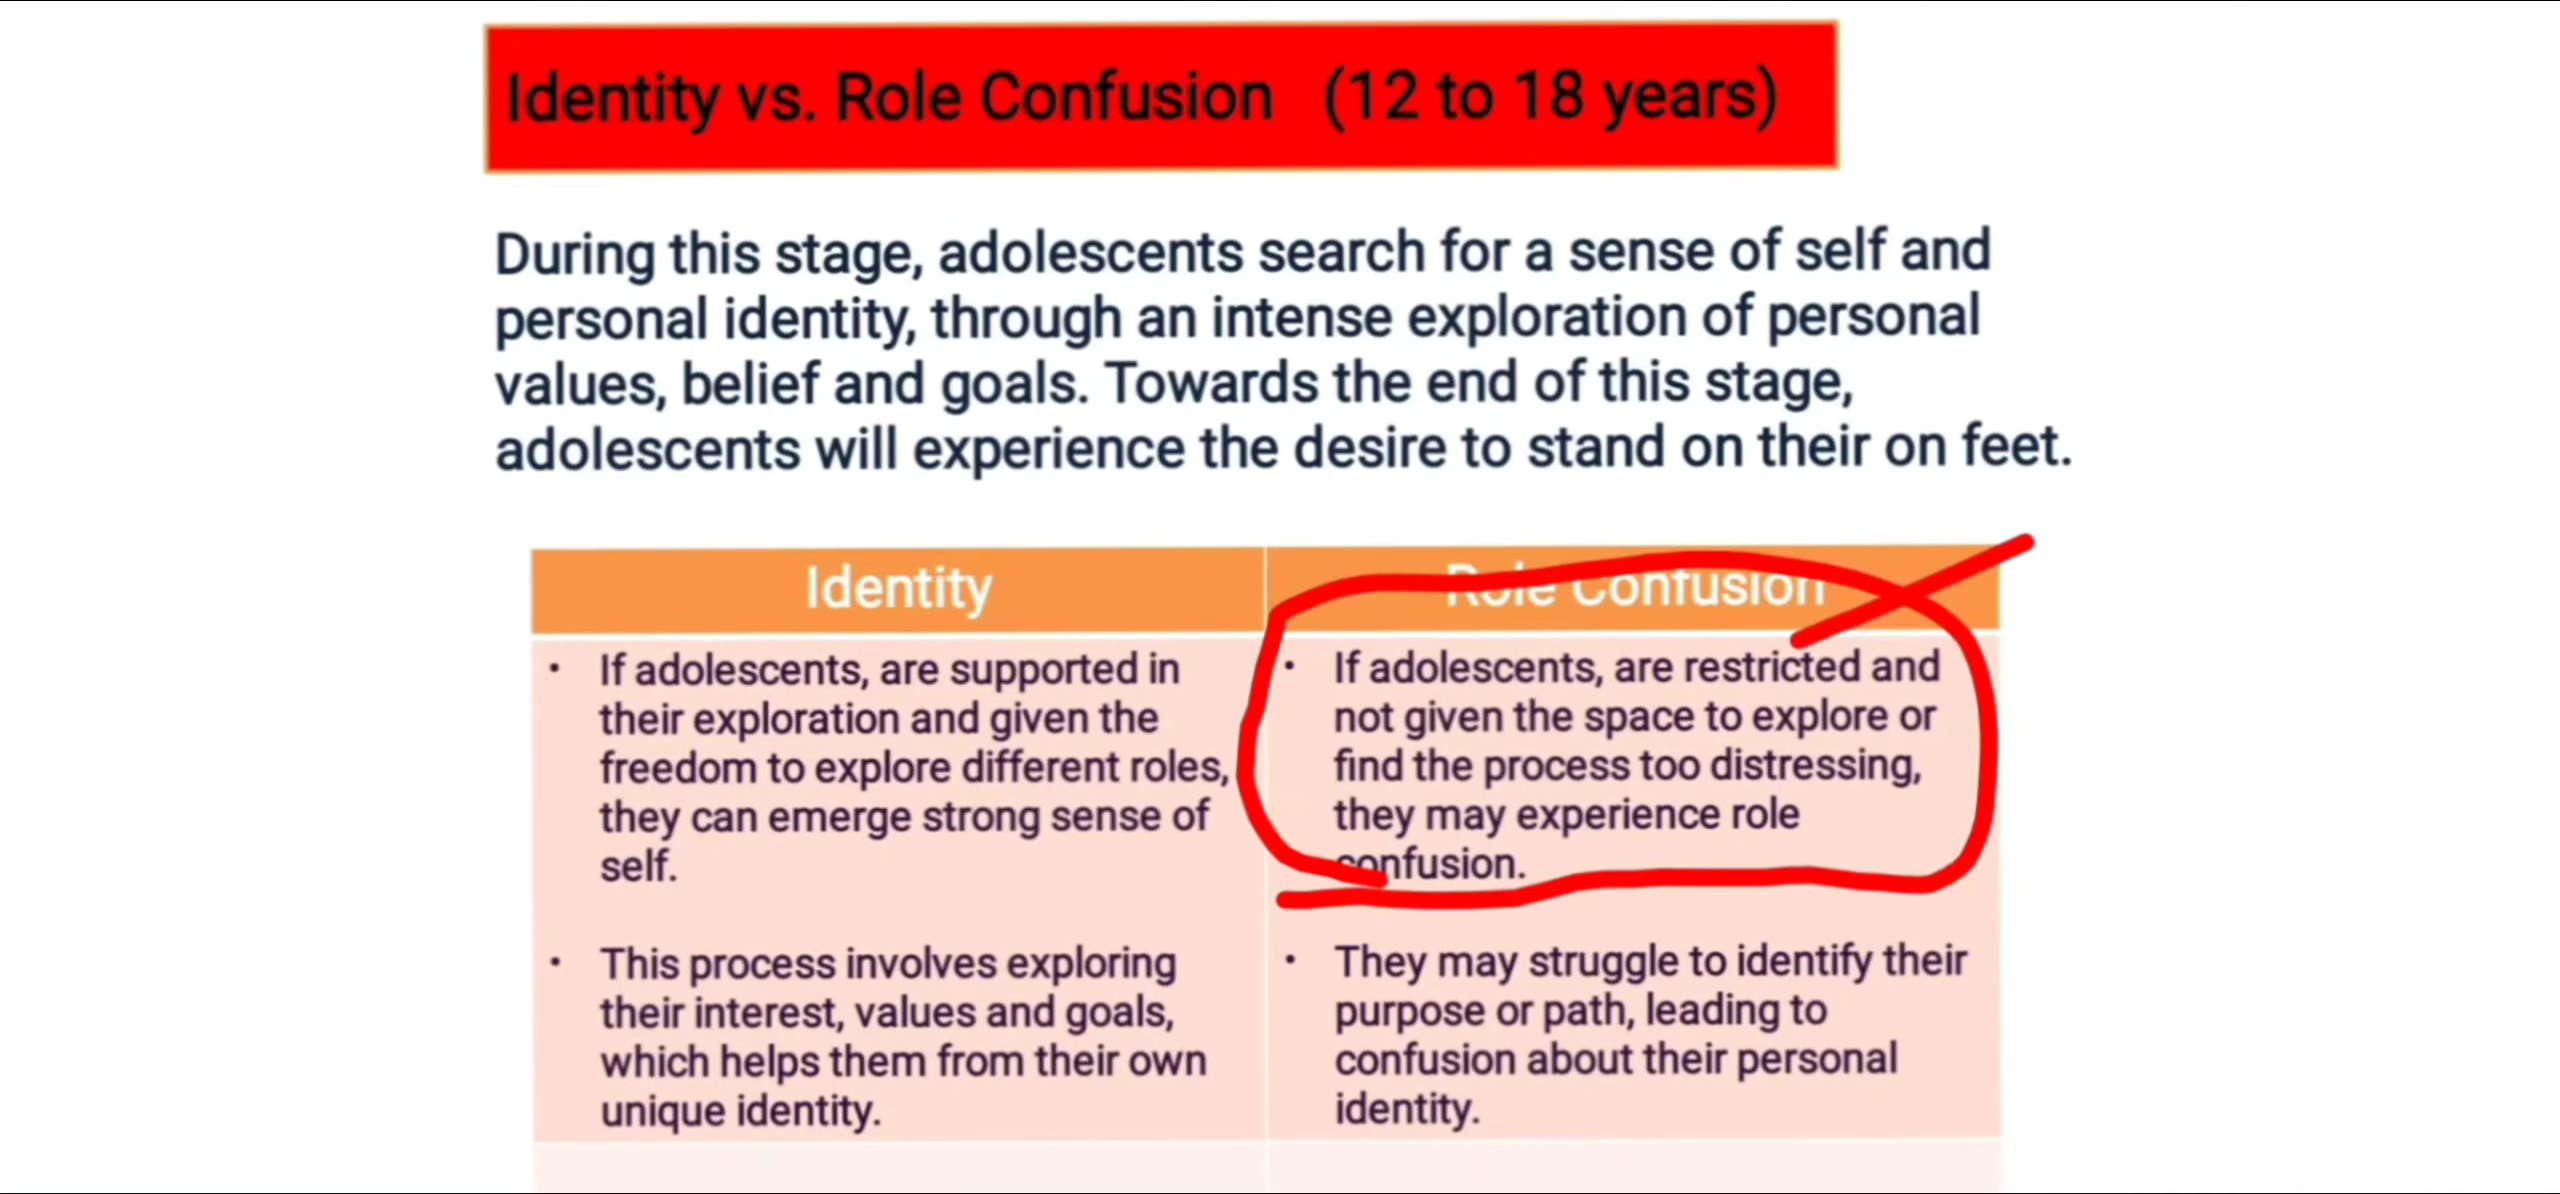 Identity vs. Role Confusion (12 to 18 years)
During this stage, adolescents search for a sense of self and
personal identity, through an intense exploration of personal
values, belief and goals. Towards the end of this stage,
adolescents will experience the desire to stand on their on feet.
Identity
• If adolescents, are supported in
their exploration and given the
freedom to explore different roles,
they can emerge strong sense of
self.
• This process involves exploring
their interest, values and goals,
which helps them from their own
unique identity.
Role Confusion
• If adolescents, are restricted and
not given the space to explore or
find the process too distressing,
they may experience role
confusion.
• They may struggle to identify their
purpose or path, leading to
confusion about their personal
identity.